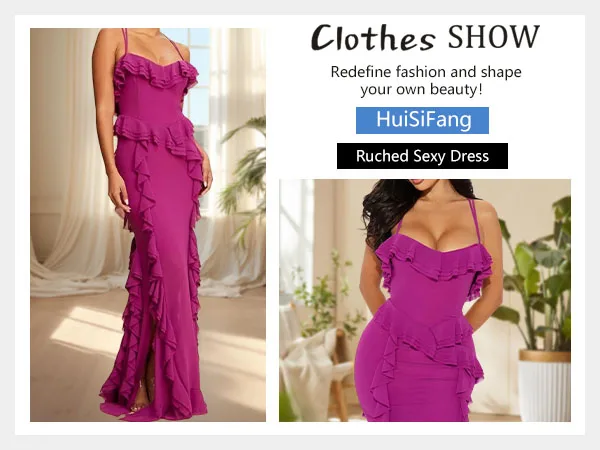 Clothes SHOW
Redefine fashion and shape
your own beauty!
HuiSiFang
Ruched Sexy Dress